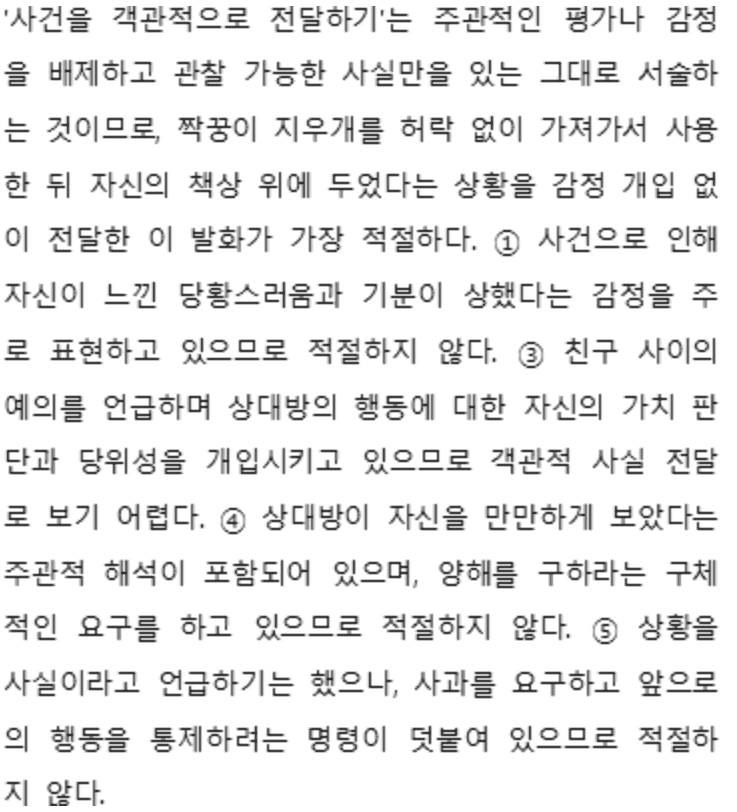 '사건을 객관적으로 전달하기'는 주관적인 평가나 감정
을 배제하고 관찰 가능한 사실만을 있는 그대로 서술하
는 것이므로, 짝꿍이 지우개를 허락 없이 가져가서 사용
한 뒤 자신의 책상 위에 두었다는 상황을 감정 개입 없
이 전달한 이 발화가 가장 적절하다. ① 사건으로 인해
자신이 느낀 당황스러움과 기분이 상했다는 감정을 주
로 표현하고 있으므로 적절하지 않다. ③ 친구 사이의
예의를 언급하며 상대방의 행동에 대한 자신의 가치 판
단과 당위성을 개입시키고 있으므로 객관적 사실 전달
로 보기 어렵다. ④ 상대방이 자신을 만만하게 보았다는
주관적 해석이 포함되어 있으며, 양해를 구하라는 구체
적인 요구를 하고 있으므로 적절하지 않다. ⑤ 상황을
사실이라고 언급하기는 했으나, 사과를 요구하고 앞으로
의 행동을 통제하려는 명령이 덧붙여 있으므로 적절하
지 않다.